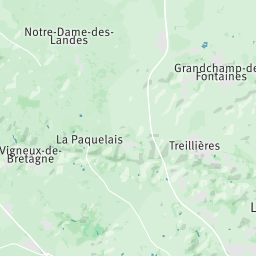 Notre-Dame-des-
Landes
Grandchamp-de
Fontaines
La Paquelais
Treillières
Vigneux-de-
Bretagne
L